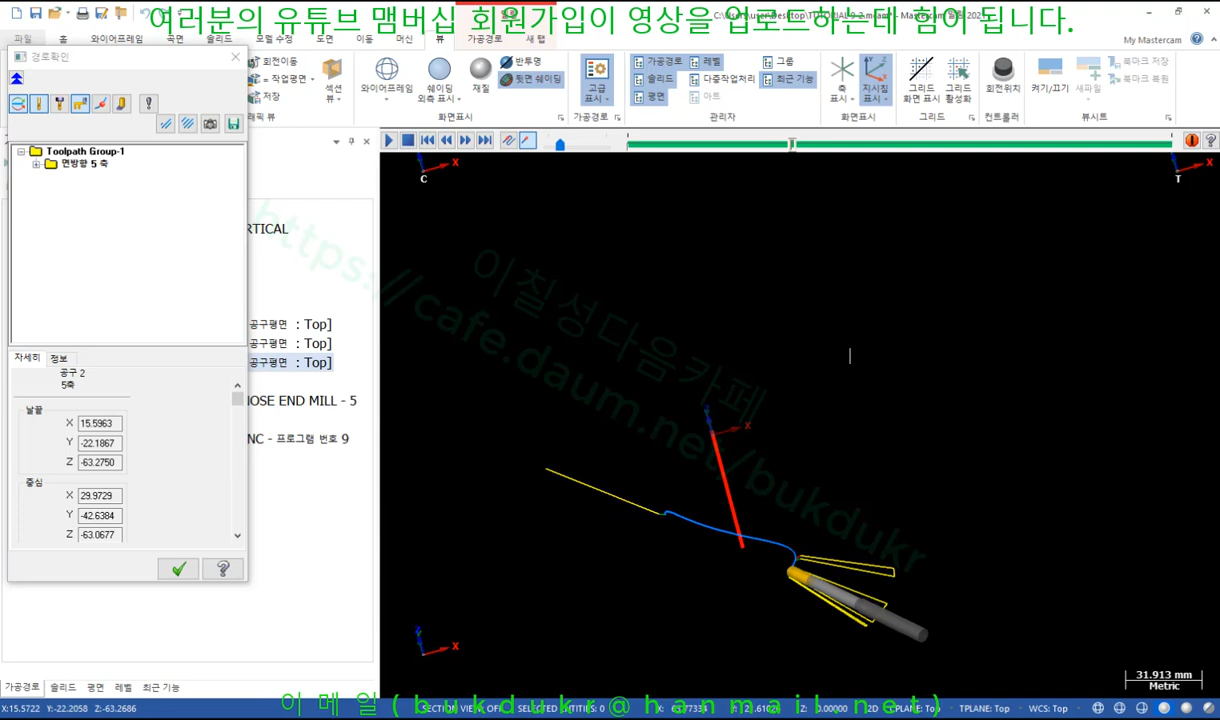 여러분의 유튜브 맴버십 회원가입이 영상을 업로드하는데 힘이 됩니다.
My Mastercam
파일
홈
와이어프레임
곡면
솔리드
모델 수정
도면
이동
머신
뷰
가공경로
새 탭
경로확인
회전이동
=작업평면
저장
섹션
뷰
와이어프레임
쉐이딩
외측 표시
재질
반투명
뒷면 쉐이딩
화면표시
고급
표시
가공경로
가공경로
레벨
그룹
솔리드
다중작업처리
최근 기능
평면
아트
관리자
축
표시
지시침
표시
화면표시
그리드
화면 표시
그리드
활성화
그리드
회전위치
컨트롤러
켜기/끄기
새파일
북마크 저장
북마크 복원
뷰시트
Toolpath Group-1
면방향 5 축
RTICAL
공구평면 : Top]
공구평면 : Top]
공구평면 : Top]
NOSE END MILL - 5
NC - 프로그램 번호 9
자세히
정보
공구 2
5축
날끝
X 15.5963
Y -22.1867
Z -63.2750
중심
X 29.9729
Y -42.6384
Z -63.0677
X
C
X
T
Z
X
Z
Y
X
https://cafe.daum.net/bukdukr
이칠성다음카페
31.913 mm
Metric
가공경로
솔리드
평면
레벨
최근 기능
이 메 일 ( b u k d u k r @ h a n m a i l . n e t )
X:15.5722 Y:-22.2058 Z:-63.2686
SECTION VIEW: OFF
SELECTED ENTITIES: 0
CPLANE: Top
TPLANE: Top
WCS: Top